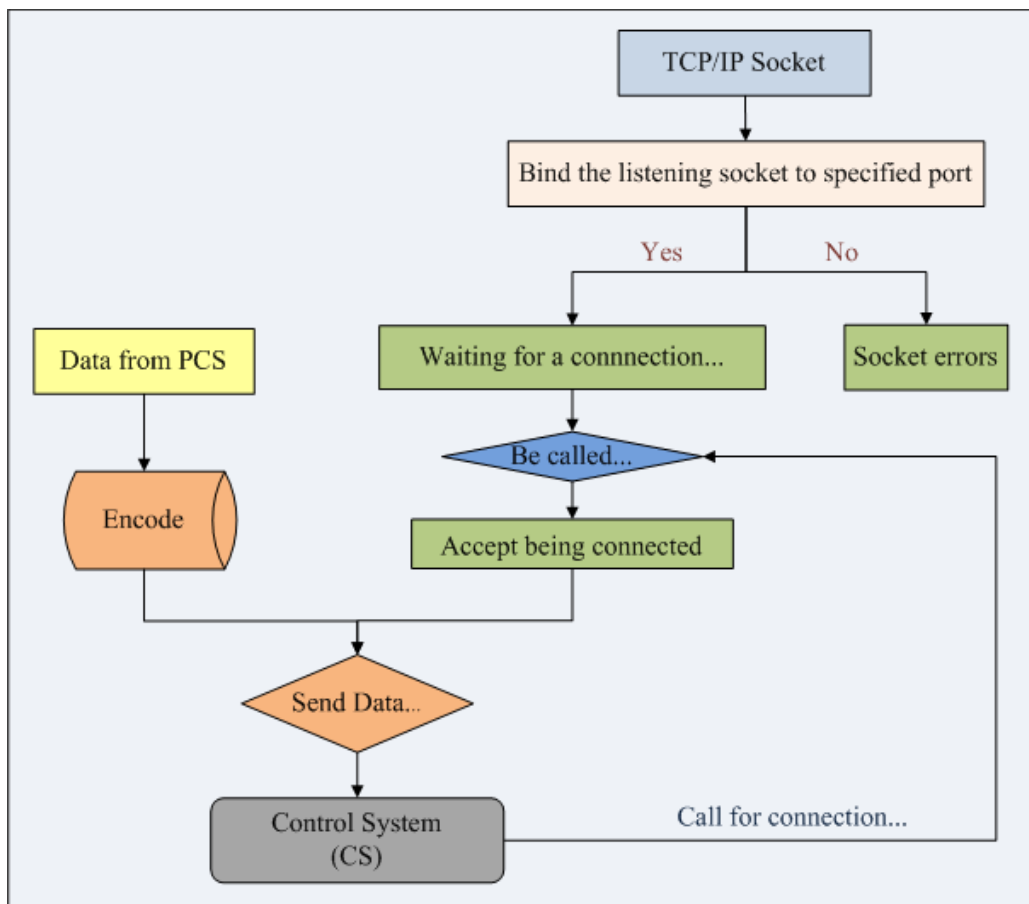 TCP/IP Socket
Bind the listening socket to specified port
Yes
No
Data from PCS
Waiting for a connnection...
Socket errors
Be called...
Encode
Accept being connected
Send Data...
Control System
(CS)
Call for connection...